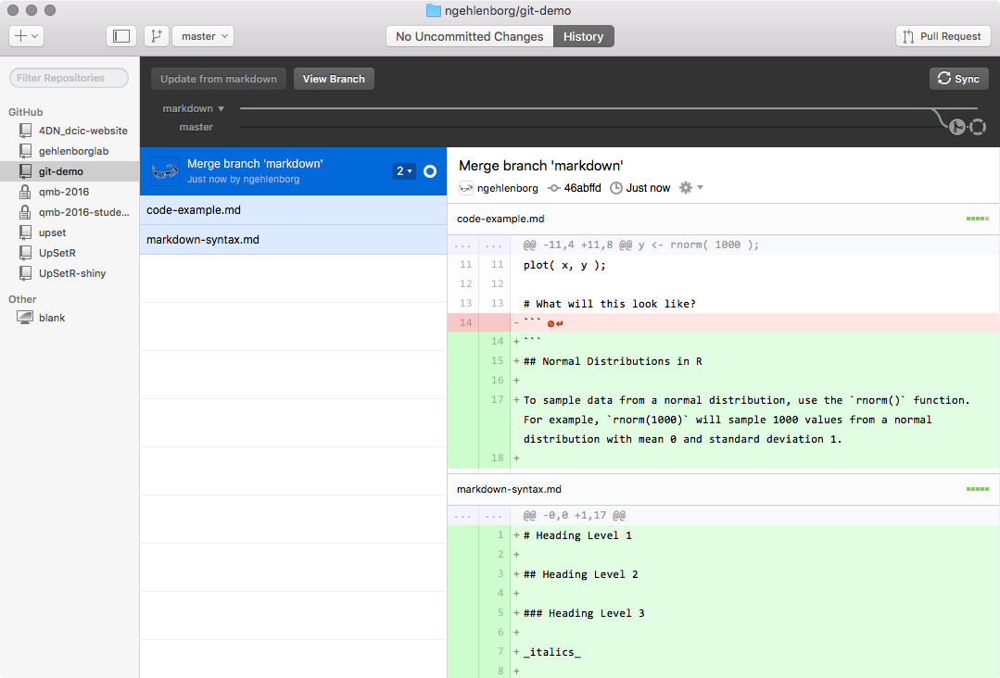 ngehlenborg/git-demo
master
No Uncommitted Changes
History
Pull Request
Filter Repositories
GitHub
4DN_dcic-website
gehlenborglab
git-demo
qmb-2016
qmb-2016-stude...
upset
UpSetR
UpSetR-shiny
Other
blank
Update from markdown
View Branch
Sync
markdown
master
Merge branch 'markdown'
Just now by ngehlenborg
2
code-example.md
markdown-syntax.md
Merge branch 'markdown'
ngehlenborg 46abffd Just now
code-example.md
... ... @@ -11,4 +11,8 @@ y <- rnorm( 1000 );
11 11 plot( x, y );
12 12
13 13 # What will this look like?
14 - ```
14 + ```
15 + ## Normal Distributions in R
16 +
17 + To sample data from a normal distribution, use the `rnorm()` function.
For example, `rnorm(1000)` will sample 1000 values from a normal
distribution with mean 0 and standard deviation 1.
18 +
markdown-syntax.md
... ... @@ -0,0 +1,17 @@
1 + # Heading Level 1
2 +
3 + ## Heading Level 2
4 +
5 + ### Heading Level 3
6 +
7 + _italics_
8 +